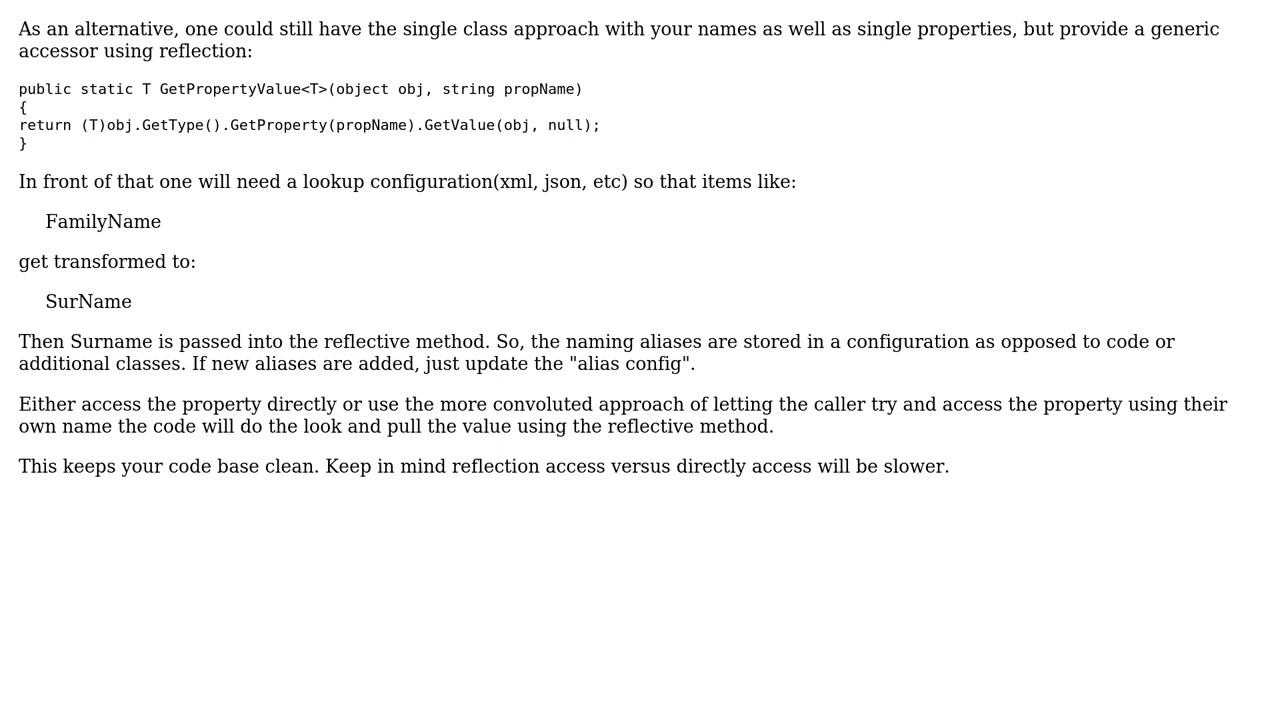 As an alternative, one could still have the single class approach with your names as well as single properties, but provide a generic
accessor using reflection:
public static T GetPropertyValue<T>(object obj, string propName)
{
return (T)obj.GetType().GetProperty(propName).GetValue(obj, null);
}
In front of that one will need a lookup configuration(xml, json, etc) so that items like:
FamilyName
get transformed to:
SurName
Then Surname is passed into the reflective method. So, the naming aliases are stored in a configuration as opposed to code or
additional classes. If new aliases are added, just update the "alias config".
Either access the property directly or use the more convoluted approach of letting the caller try and access the property using their
own name the code will do the look and pull the value using the reflective method.
This keeps your code base clean. Keep in mind reflection access versus directly access will be slower.